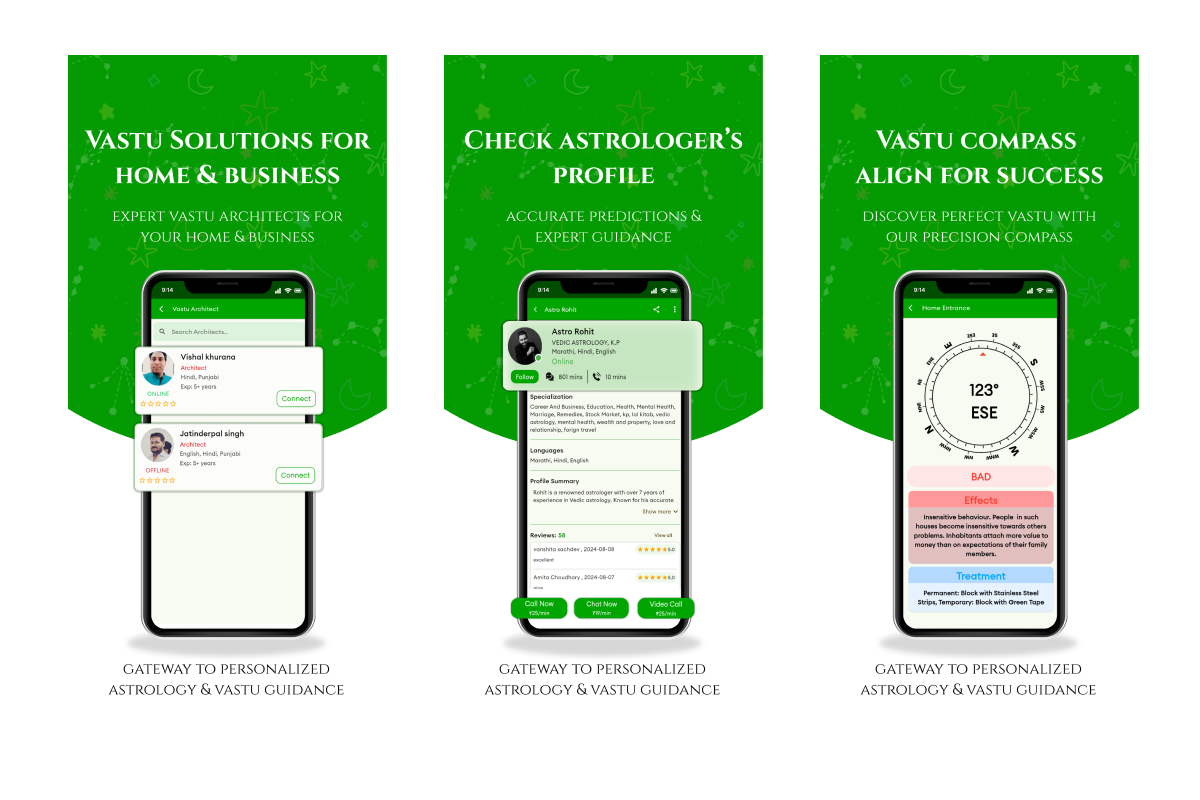 Vastu Solutions for
home & business
expert vastu architects for
your home & business
9:14
Vastu Architect
Search Architects..
Vishal khurana
Architect
Hindi, Punjabi
Exp: 5+ years
ONLINE
Connect
Jatinderpal singh
Architect
English, Hindi, Punjabi
Exp: 5+ years
OFFLINE
Connect
gateway to personalized
astrology & vastu guidance
Check astrologer's
profile
accurate predictions &
expert guidance
9:14
Astro Rohit
Astro Rohit
VEDIC ASTROLOGY, K.P
Marathi, Hindi, English
Online
Follow
801 mins
10 mins
Specialization
Career And Business, Education, Health, Mental Health,
Marriage, Remedies, Stock Market, kp, lal kitab, vedic
astrology, mental health, wealth and property, love and
relationship, forign travel
Languages
Marathi, Hindi, English
Profile Summary
Rohit is a renowned astrologer with over 7 years of
experience in Vedic astrology. Known for his accurate
Show more
Reviews: 58
View all
vanshita sachdev , 2024-08-08
5.0
excellent
Amita Choudhary , 2024-08-07
5.0
Call Now
₹25/min
Chat Now
₹19/min
Video Call
₹25/min
gateway to personalized
astrology & vastu guidance
Vastu compass
align for success
discover perfect vastu with
our precision compass
9:14
Home Entrance
E
S
W
N
123°
ESE
BAD
Effects
Insensitive behaviour. People in such
houses become insensitive towards others
problems. Inhabitants attach more value to
money than on expectations of their family
members.
Treatment
Permanent: Block with Stainless Steel
Strips, Temporary: Block with Green Tape
gateway to personalized
astrology & vastu guidance